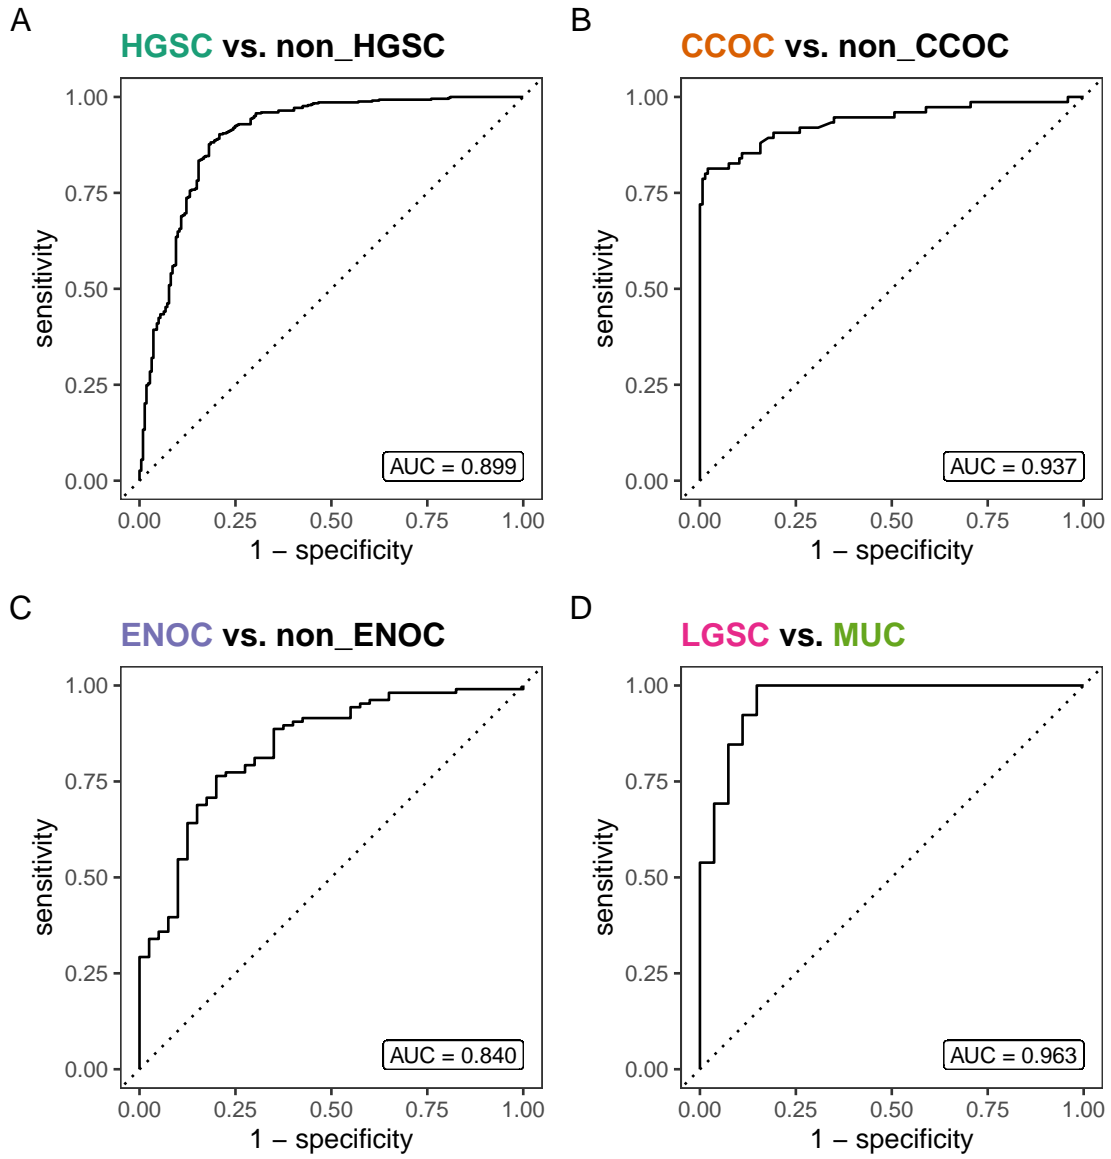 A
HGSC vs. non_HGSC
sensitivity
1.00
0.75
0.50
0.25
0.00
AUC = 0.899
0.00 0.25 0.50 0.75 1.00
1 − specificity
B
CCOC vs. non_CCOC
sensitivity
1.00
0.75
0.50
0.25
0.00
AUC = 0.937
0.00 0.25 0.50 0.75 1.00
1 − specificity
C
ENOC vs. non_ENOC
sensitivity
1.00
0.75
0.50
0.25
0.00
AUC = 0.840
0.00 0.25 0.50 0.75 1.00
1 − specificity
D
LGSC vs. MUC
sensitivity
1.00
0.75
0.50
0.25
0.00
AUC = 0.963
0.00 0.25 0.50 0.75 1.00
1 − specificity